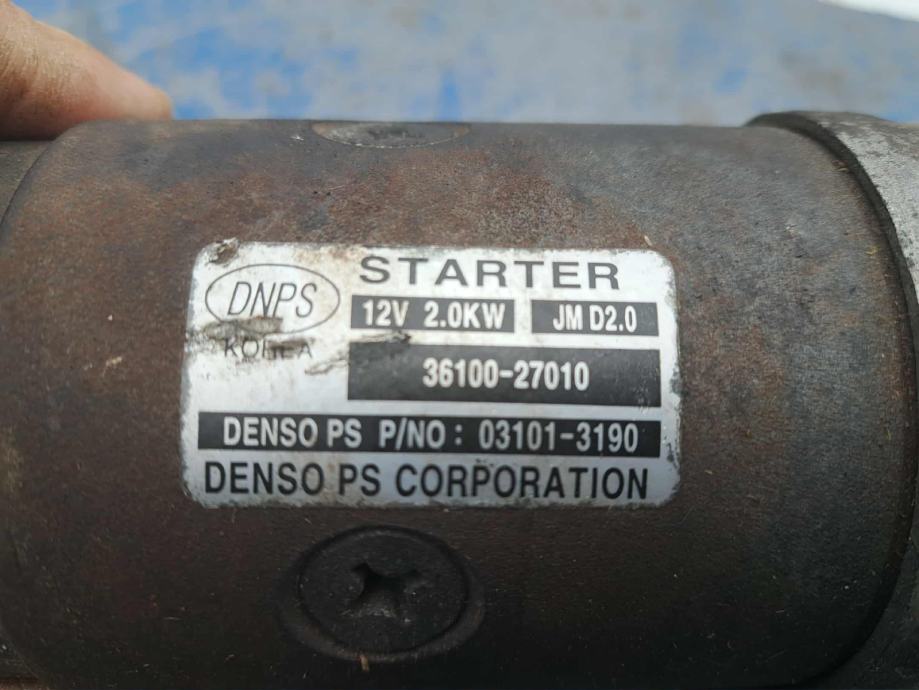 STARTER
DNPS
12V 2.0KW
JM D2.0
KOREA
36100-27010
DENSO PS P/NO: 03101-3190
DENSO PS CORPORATION